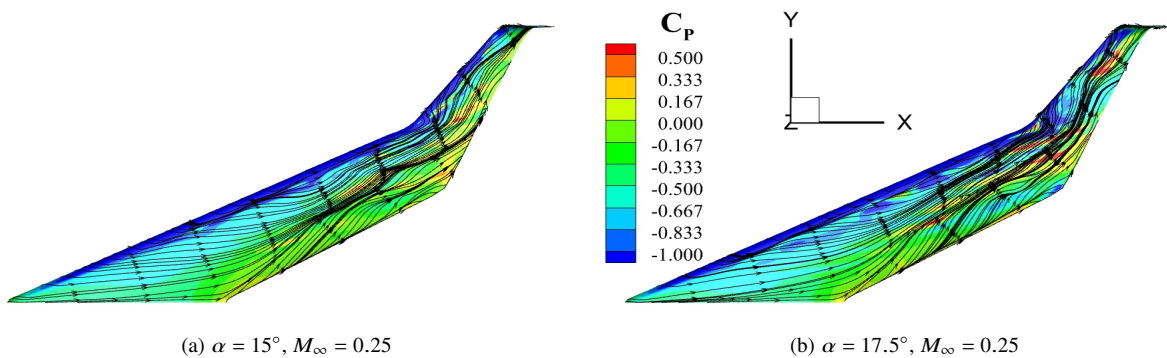 C_P
0.500
0.333
0.167
0.000
-0.167
-0.333
-0.500
-0.667
-0.833
-1.000
Y
Z X
(a) α = 15°, M∞ = 0.25
(b) α = 17.5°, M∞ = 0.25